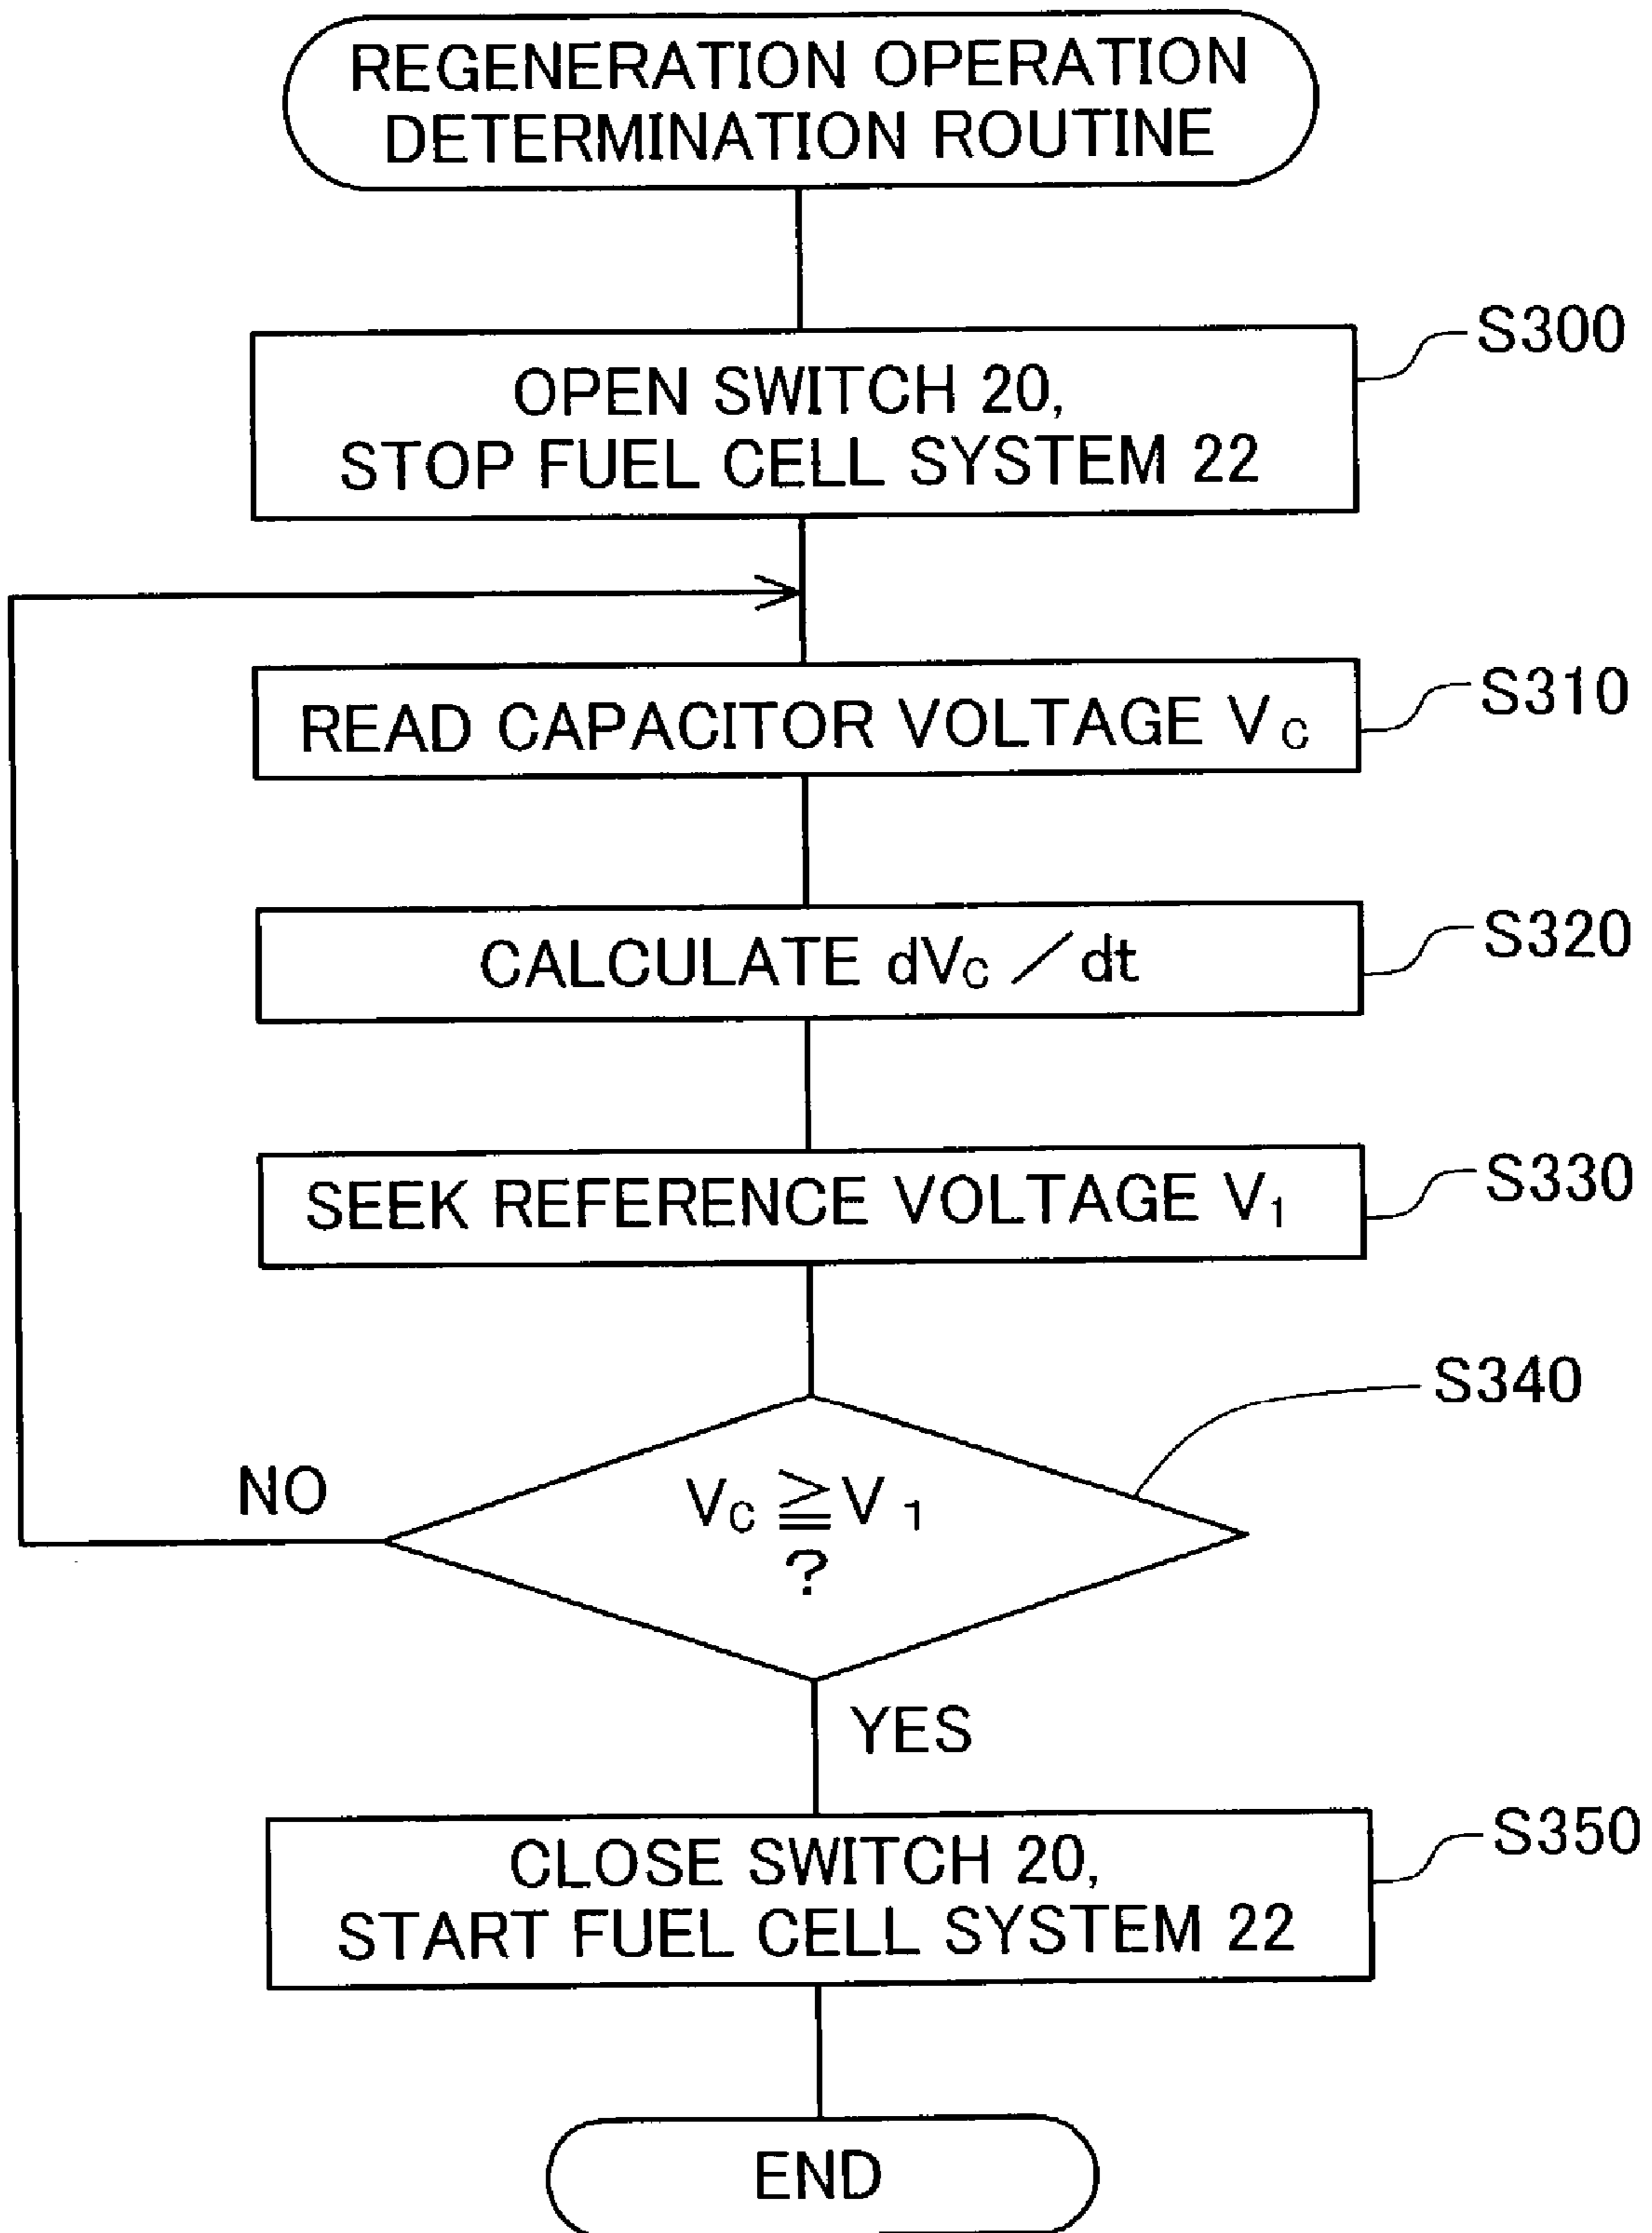 REGENERATION OPERATION
DETERMINATION ROUTINE
S300
OPEN SWITCH 20,
STOP FUEL CELL SYSTEM 22
S310
READ CAPACITOR VOLTAGE VC
S320
CALCULATE dVC／dt
S330
SEEK REFERENCE VOLTAGE V1
S340
VC ≧ V1
?
NO
YES
S350
CLOSE SWITCH 20,
START FUEL CELL SYSTEM 22
END